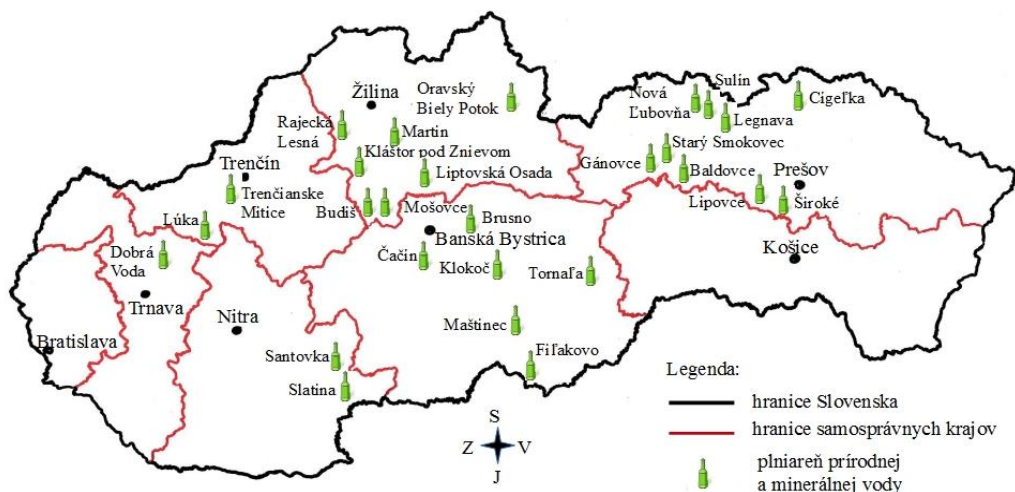 Žilina
Oravský
Biely Potok
Rajecká
Lesná
Martin
Kláštor pod Znievom
Liptovská Osada
Trenčín
Trenčianske
Mitice
Budiš
Mošovce
Lúka
Dobrá
Voda
Trnava
Nitra
Bratislava
Brusno
Banská Bystrica
Čačín
Klokoč
Tornaľa
Maštinec
Fiľakovo
Santovka
Slatina
Nová
Ľubovňa
Sulín
Legnava
Cigeľka
Starý Smokovec
Gánovce
Baldovce
Prešov
Lipovce
Široké
Košice
S
Z V
J
Legenda:
hranice Slovenska
hranice samosprávnych krajov
plniareň prírodnej
a minerálnej vody